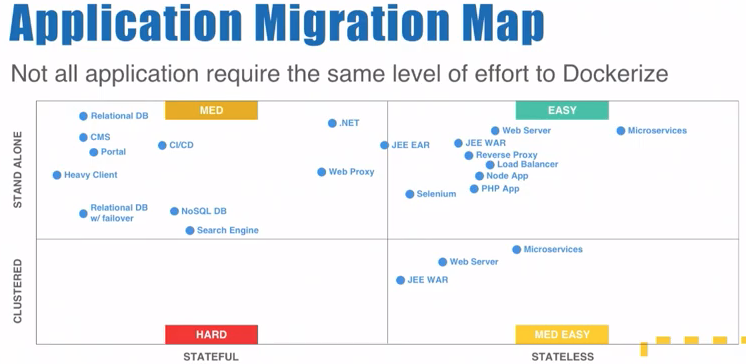 Application Migration Map
Not all application require the same level of effort to Dockerize
MED
EASY
STAND ALONE
Relational DB
CMS
Portal
CI/CD
Heavy Client
Relational DB
w/ failover
NoSQL DB
Search Engine
.NET
Web Proxy
JEE EAR
Web Server
Microservices
JEE WAR
Reverse Proxy
Load Balancer
Node App
PHP App
Selenium
CLUSTERED
Microservices
Web Server
JEE WAR
HARD
MED EASY
STATEFUL
STATELESS